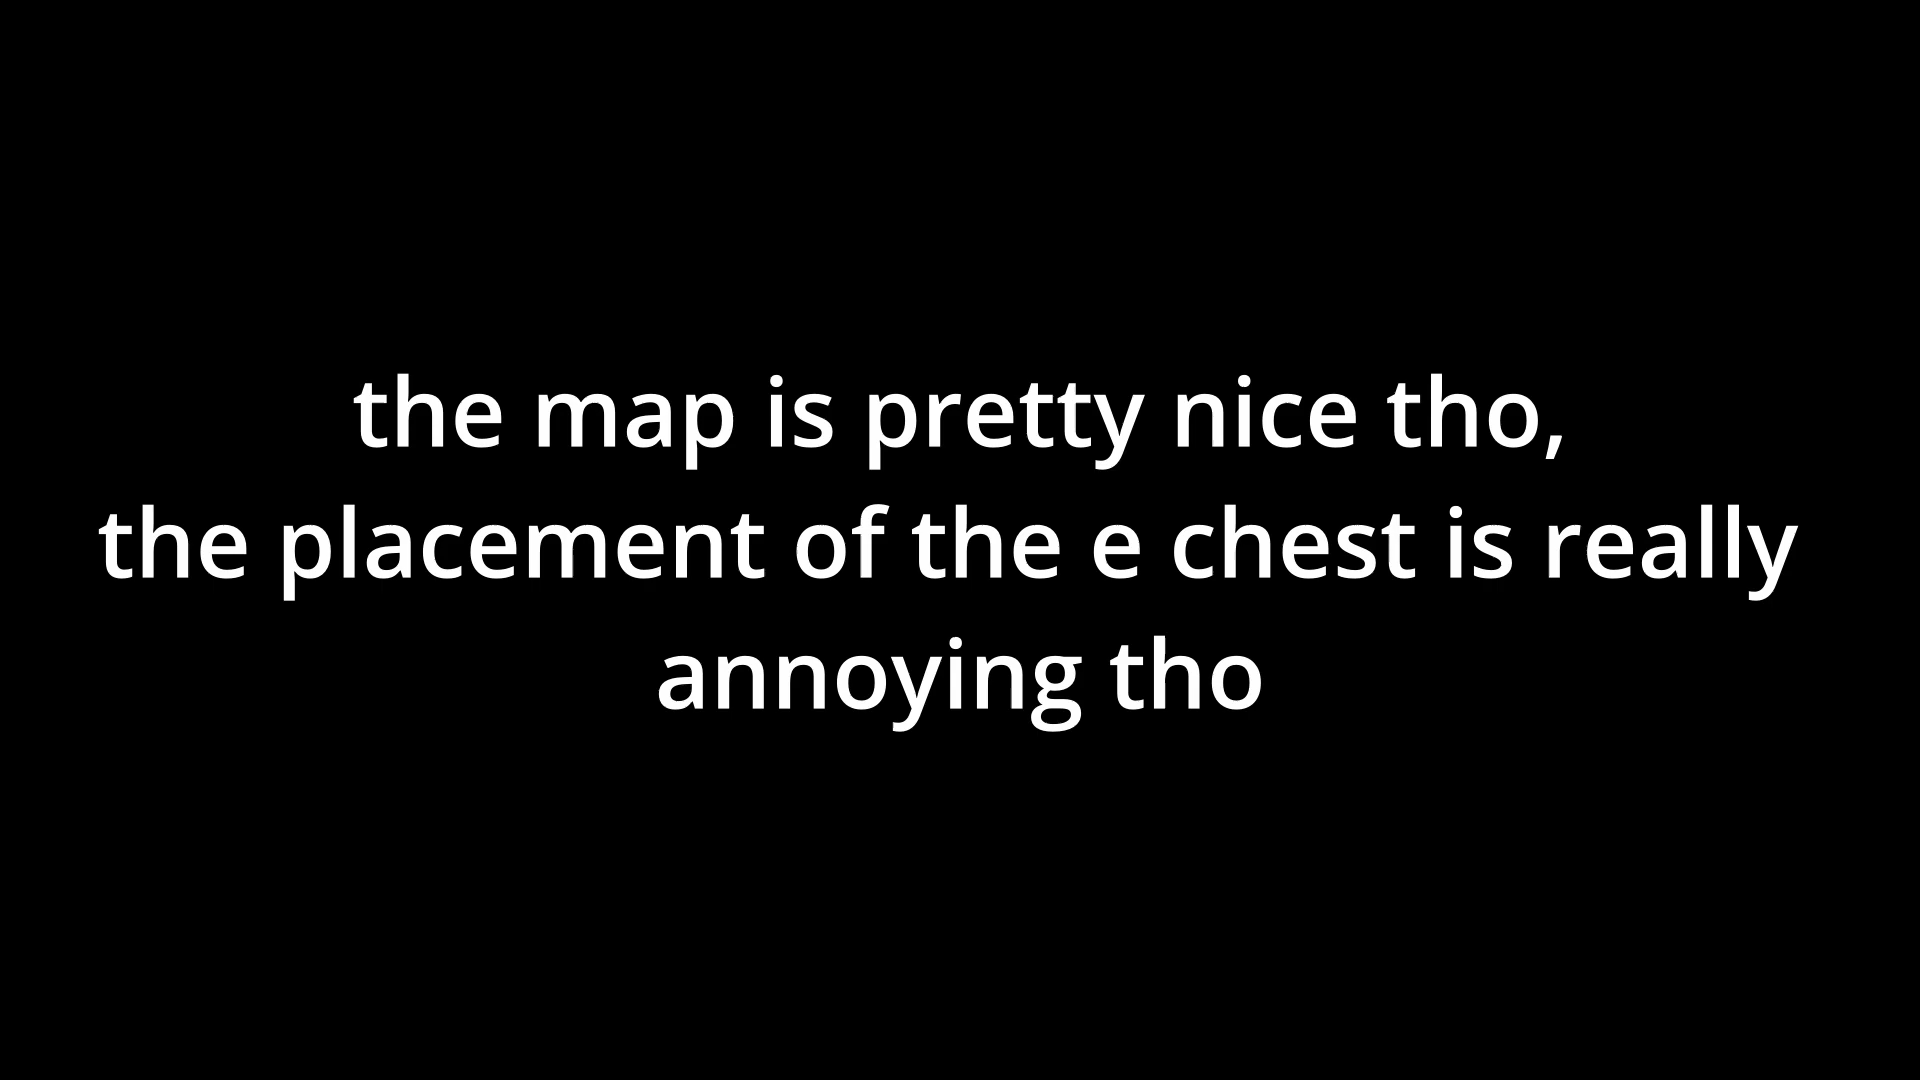 the map is pretty nice tho,
the placement of the e chest is really
annoying tho